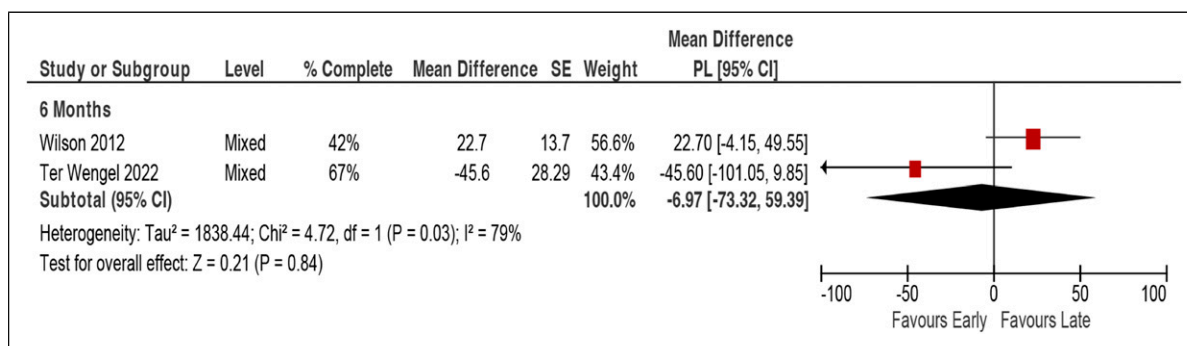 Mean Difference
Study or Subgroup Level % Complete Mean Difference SE Weight PL [95% CI]
6 Months
Wilson 2012 Mixed 42% 22.7 13.7 56.6% 22.70 [-4.15, 49.55]
Ter Wengel 2022 Mixed 67% -45.6 28.29 43.4% -45.60 [-101.05, 9.85]
Subtotal (95% CI) 100.0% -6.97 [-73.32, 59.39]
Heterogeneity: Tau² = 1838.44; Chi² = 4.72, df = 1 (P = 0.03); I² = 79%
Test for overall effect: Z = 0.21 (P = 0.84)
-100 -50 0 50 100
Favours Early Favours Late